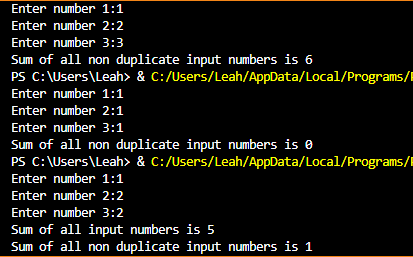 Enter number 1:1
Enter number 2:2
Enter number 3:3
Sum of all non duplicate input numbers is 6
PS C:\Users\Leah> & C:/Users/Leah/AppData/Local/Programs/
Enter number 1:1
Enter number 2:1
Enter number 3:1
Sum of all non duplicate input numbers is 0
PS C:\Users\Leah> & C:/Users/Leah/AppData/Local/Programs/
Enter number 1:1
Enter number 2:2
Enter number 3:2
Sum of all input numbers is 5
Sum of all non duplicate input numbers is 1